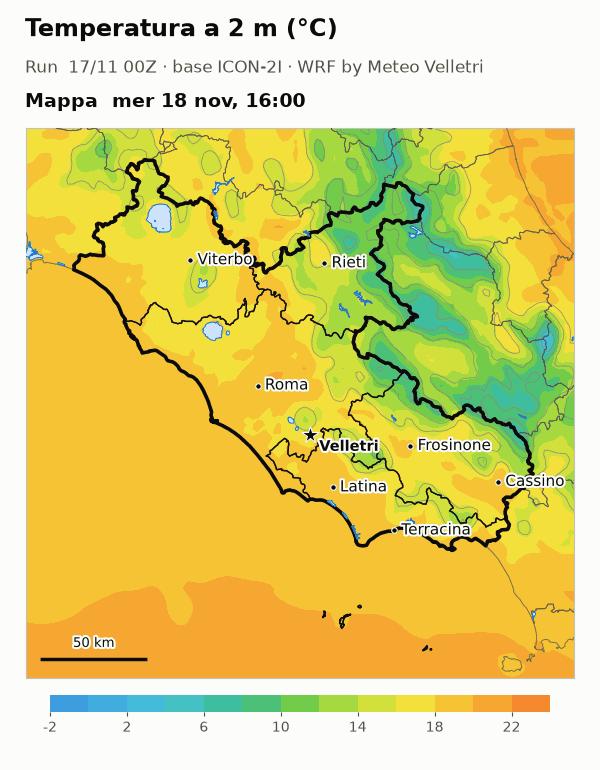 Temperatura a 2 m (°C)
Run  17/11 00Z · base ICON-2I · WRF by Meteo Velletri
Mappa  mer 18 nov, 16:00
Viterbo
Rieti
Roma
Velletri
Frosinone
Cassino
Latina
Terracina
50 km
-2 2 6 10 14 18 22